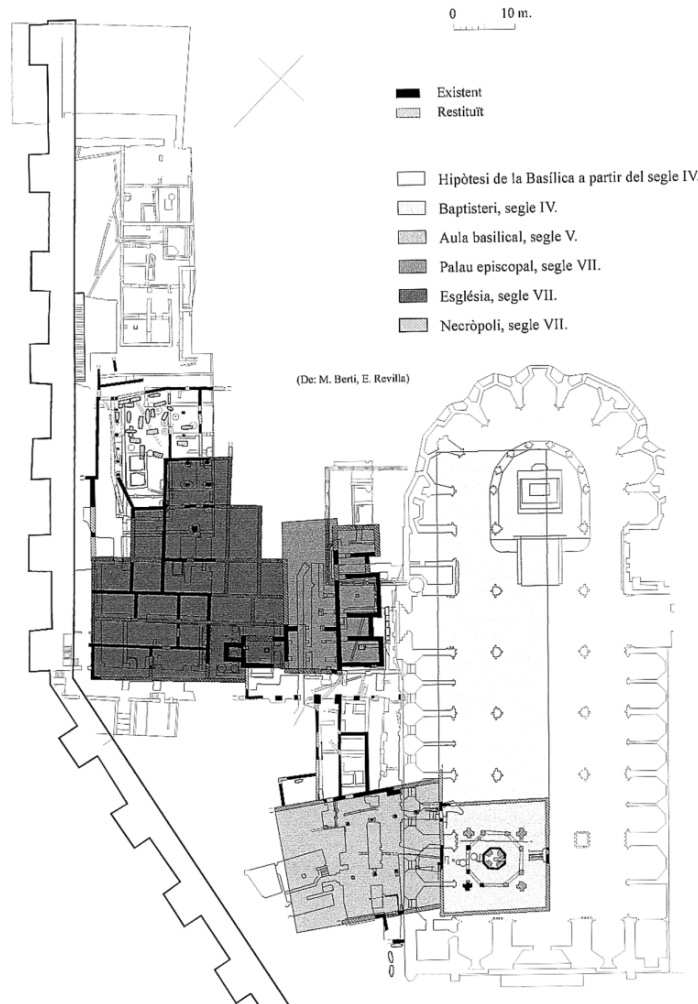 0 10 m.
Existent
Restituït
Hipòtesi de la Basílica a partir del segle IV.
Baptisteri, segle IV.
Aula basilical, segle V.
Palau episcopal, segle VII.
Església, segle VII.
Necròpoli, segle VII.
(De: M. Berti, E. Revilla)